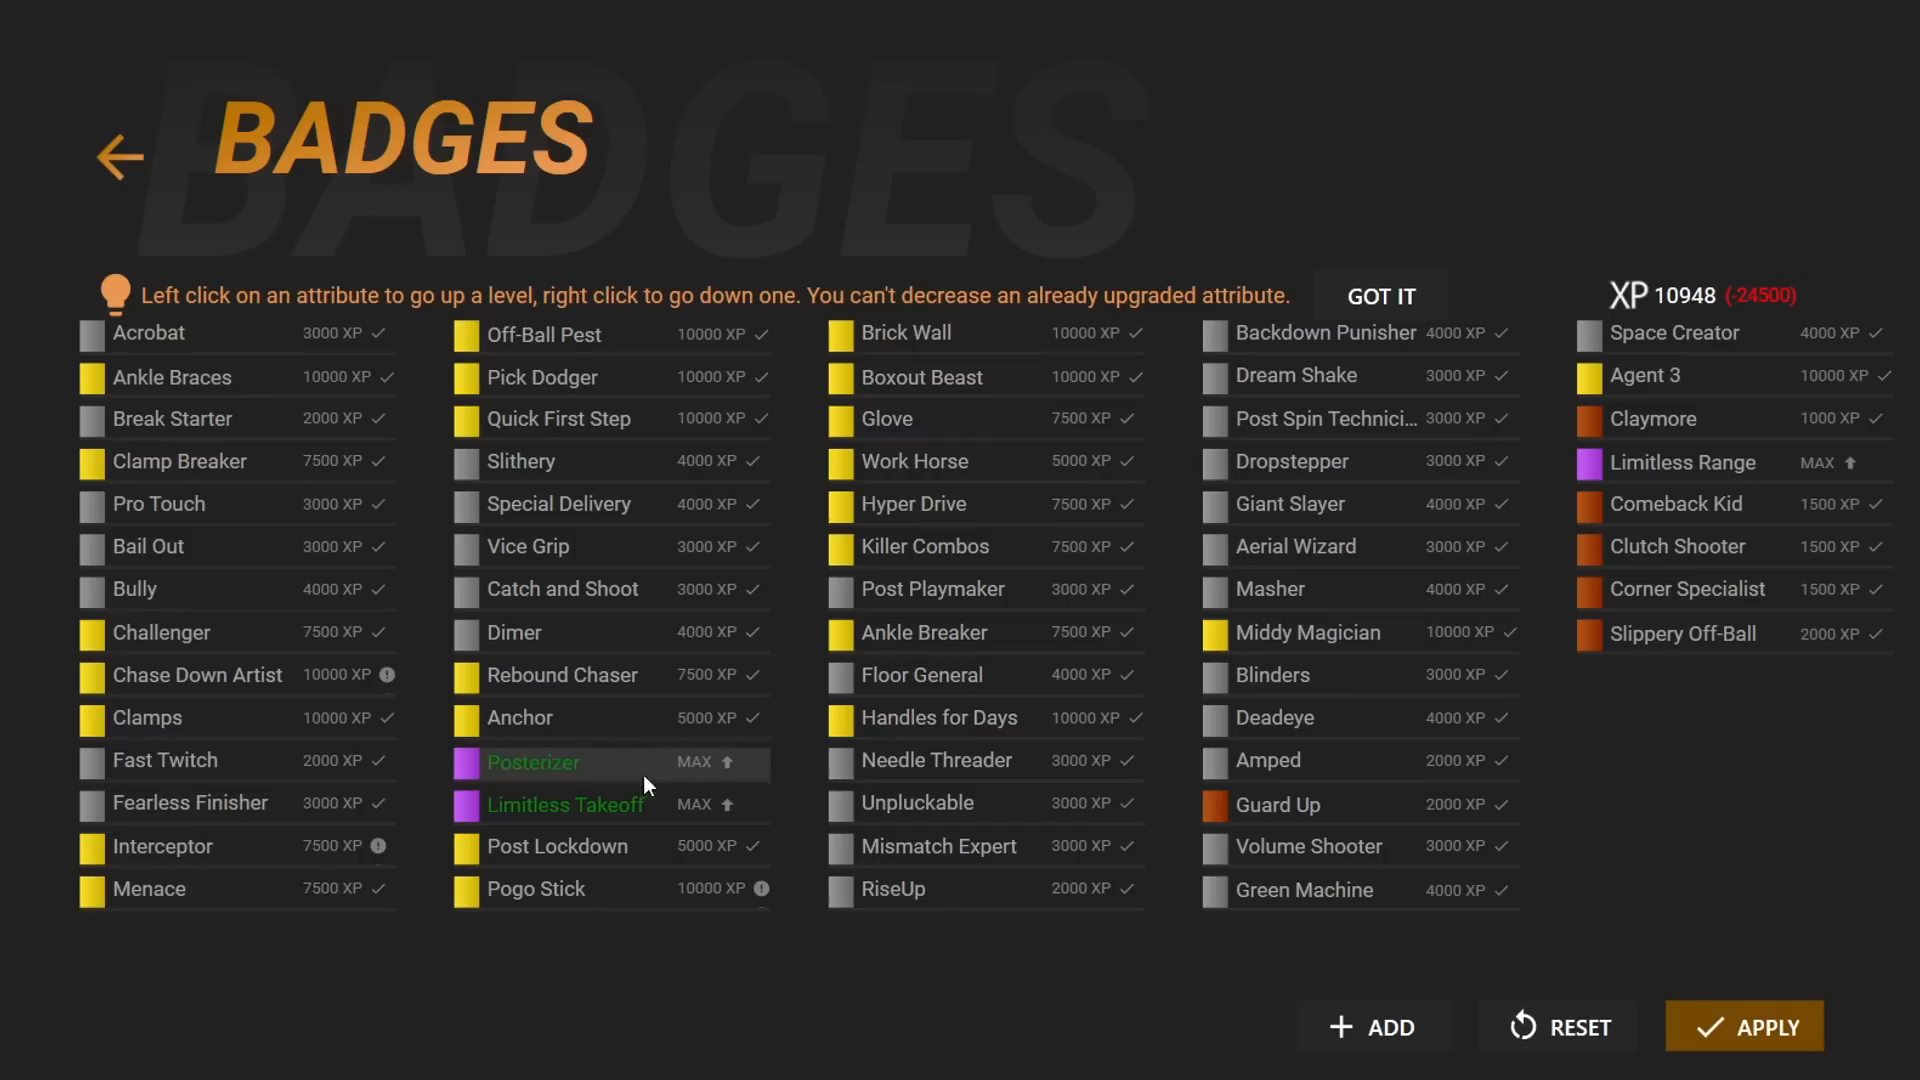 BADGES
BADGES
Left click on an attribute to go up a level, right click to go down one. You can't decrease an already upgraded attribute.
GOT IT
XP 10948 (-24500)
Acrobat 3000 XP
Ankle Braces 10000 XP
Break Starter 2000 XP
Clamp Breaker 7500 XP
Pro Touch 3000 XP
Bail Out 3000 XP
Bully 4000 XP
Challenger 7500 XP
Chase Down Artist 10000 XP
Clamps 10000 XP
Fast Twitch 2000 XP
Fearless Finisher 3000 XP
Interceptor 7500 XP
Menace 7500 XP
Off-Ball Pest 10000 XP
Pick Dodger 10000 XP
Quick First Step 10000 XP
Slithery 4000 XP
Special Delivery 4000 XP
Vice Grip 3000 XP
Catch and Shoot 3000 XP
Dimer 4000 XP
Rebound Chaser 7500 XP
Anchor 5000 XP
Posterizer MAX
Limitless Takeoff MAX
Post Lockdown 5000 XP
Pogo Stick 10000 XP
Brick Wall 10000 XP
Boxout Beast 10000 XP
Glove 7500 XP
Work Horse 5000 XP
Hyper Drive 7500 XP
Killer Combos 7500 XP
Post Playmaker 3000 XP
Ankle Breaker 7500 XP
Floor General 4000 XP
Handles for Days 10000 XP
Needle Threader 3000 XP
Unpluckable 3000 XP
Mismatch Expert 3000 XP
RiseUp 2000 XP
Backdown Punisher 4000 XP
Dream Shake 3000 XP
Post Spin Technici... 3000 XP
Dropstepper 3000 XP
Giant Slayer 4000 XP
Aerial Wizard 3000 XP
Masher 4000 XP
Middy Magician 10000 XP
Blinders 3000 XP
Deadeye 4000 XP
Amped 2000 XP
Guard Up 2000 XP
Volume Shooter 3000 XP
Green Machine 4000 XP
Space Creator 4000 XP
Agent 3 10000 XP
Claymore 1000 XP
Limitless Range MAX
Comeback Kid 1500 XP
Clutch Shooter 1500 XP
Corner Specialist 1500 XP
Slippery Off-Ball 2000 XP
ADD
RESET
APPLY